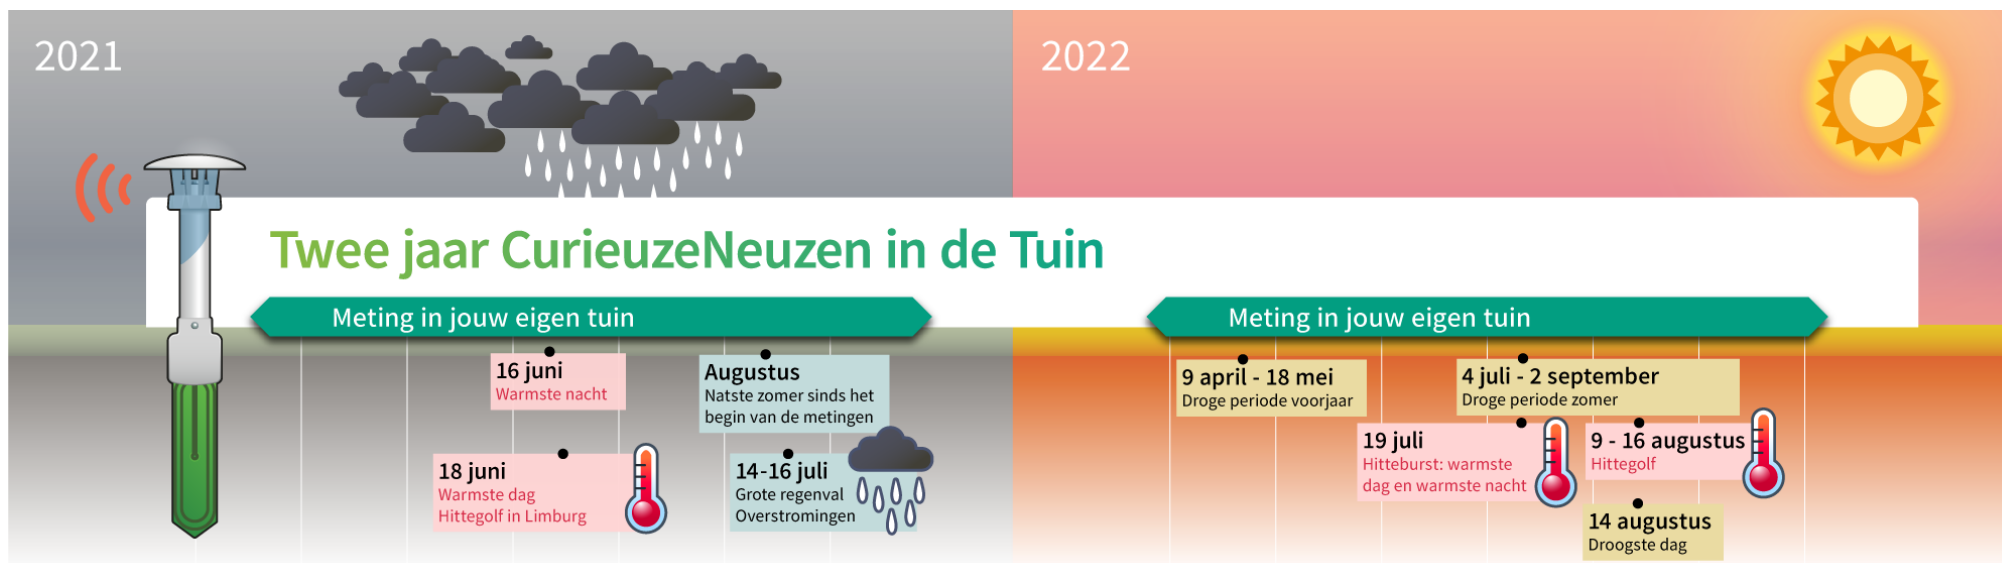 2021
2022
Twee jaar CurieuzeNeuzen in de Tuin
Meting in jouw eigen tuin
16 juni
Warmste nacht
18 juni
Warmste dag
Hittegolf in Limburg
Augustus
Natste zomer sinds het
begin van de metingen
14-16 juli
Grote regenval
Overstromingen
Meting in jouw eigen tuin
9 april - 18 mei
Droge periode voorjaar
4 juli - 2 september
Droge periode zomer
19 juli
Hitteburst: warmste
dag en warmste nacht
9 - 16 augustus
Hittegolf
14 augustus
Droogste dag